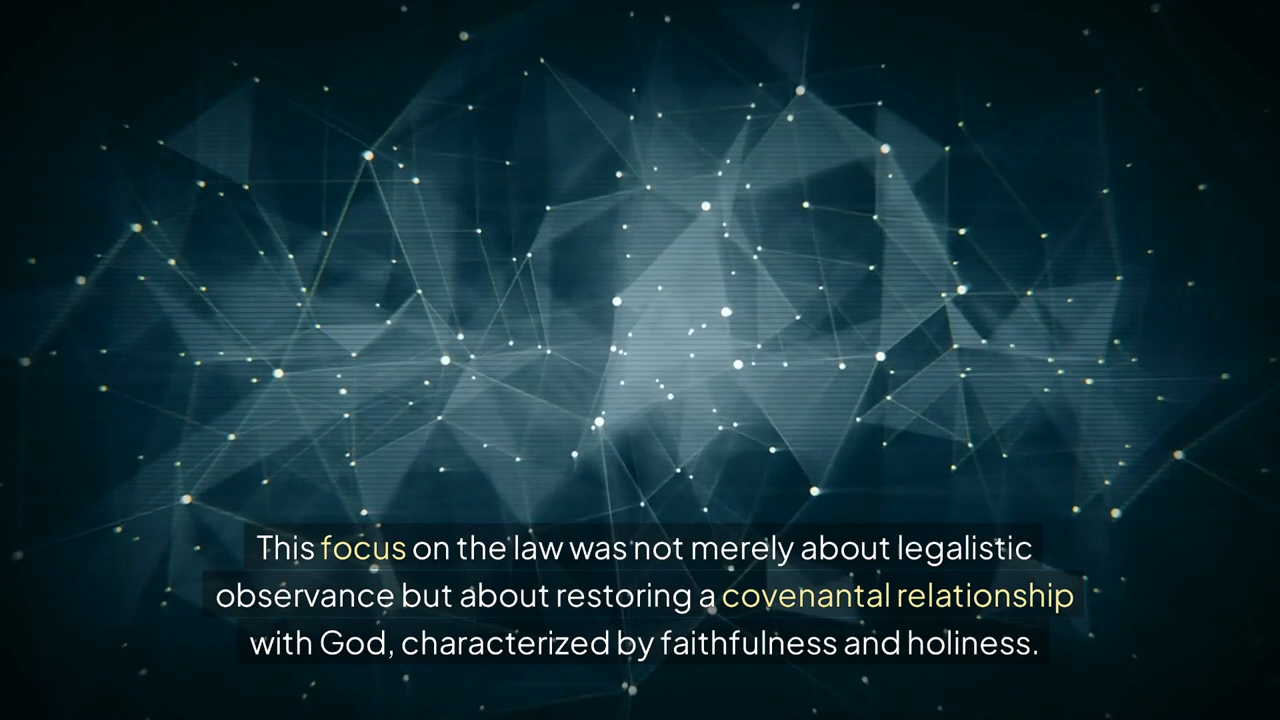 This focus on the law was not merely about legalistic
observance but about restoring a covenantal relationship
with God, characterized by faithfulness and holiness.